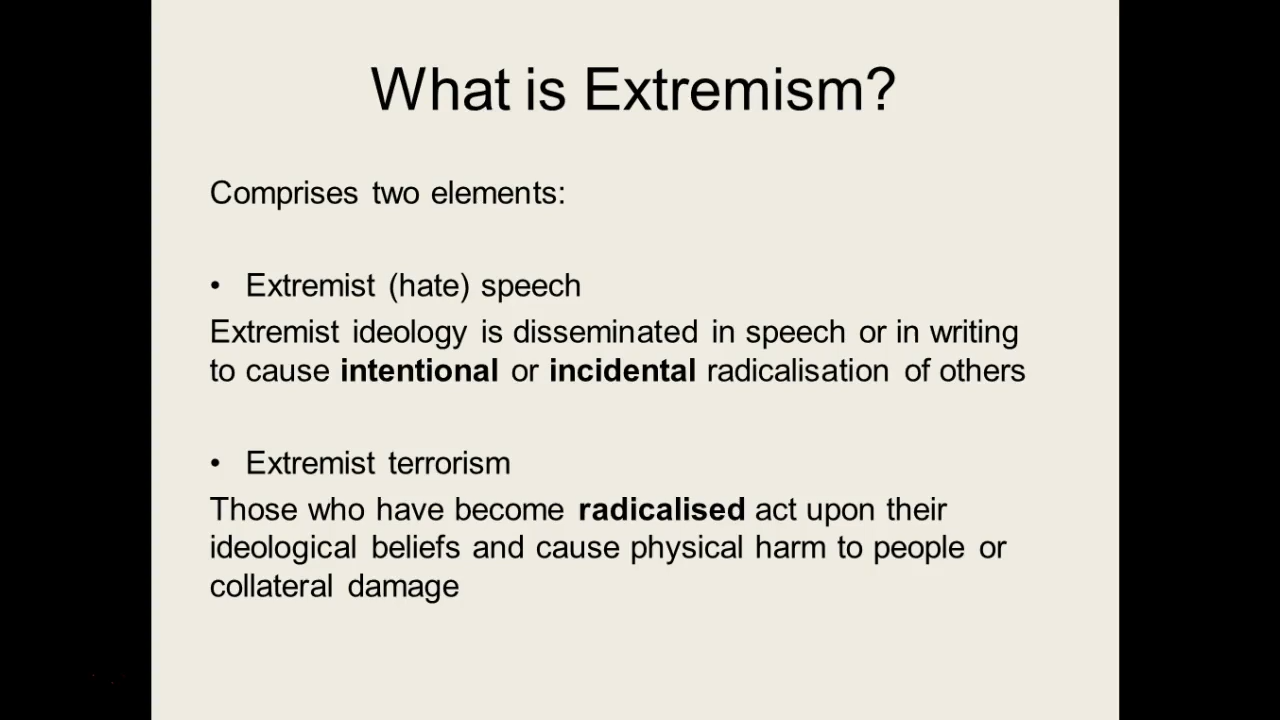 What is Extremism?
Comprises two elements:
• Extremist (hate) speech
Extremist ideology is disseminated in speech or in writing
to cause intentional or incidental radicalisation of others
• Extremist terrorism
Those who have become radicalised act upon their
ideological beliefs and cause physical harm to people or
collateral damage